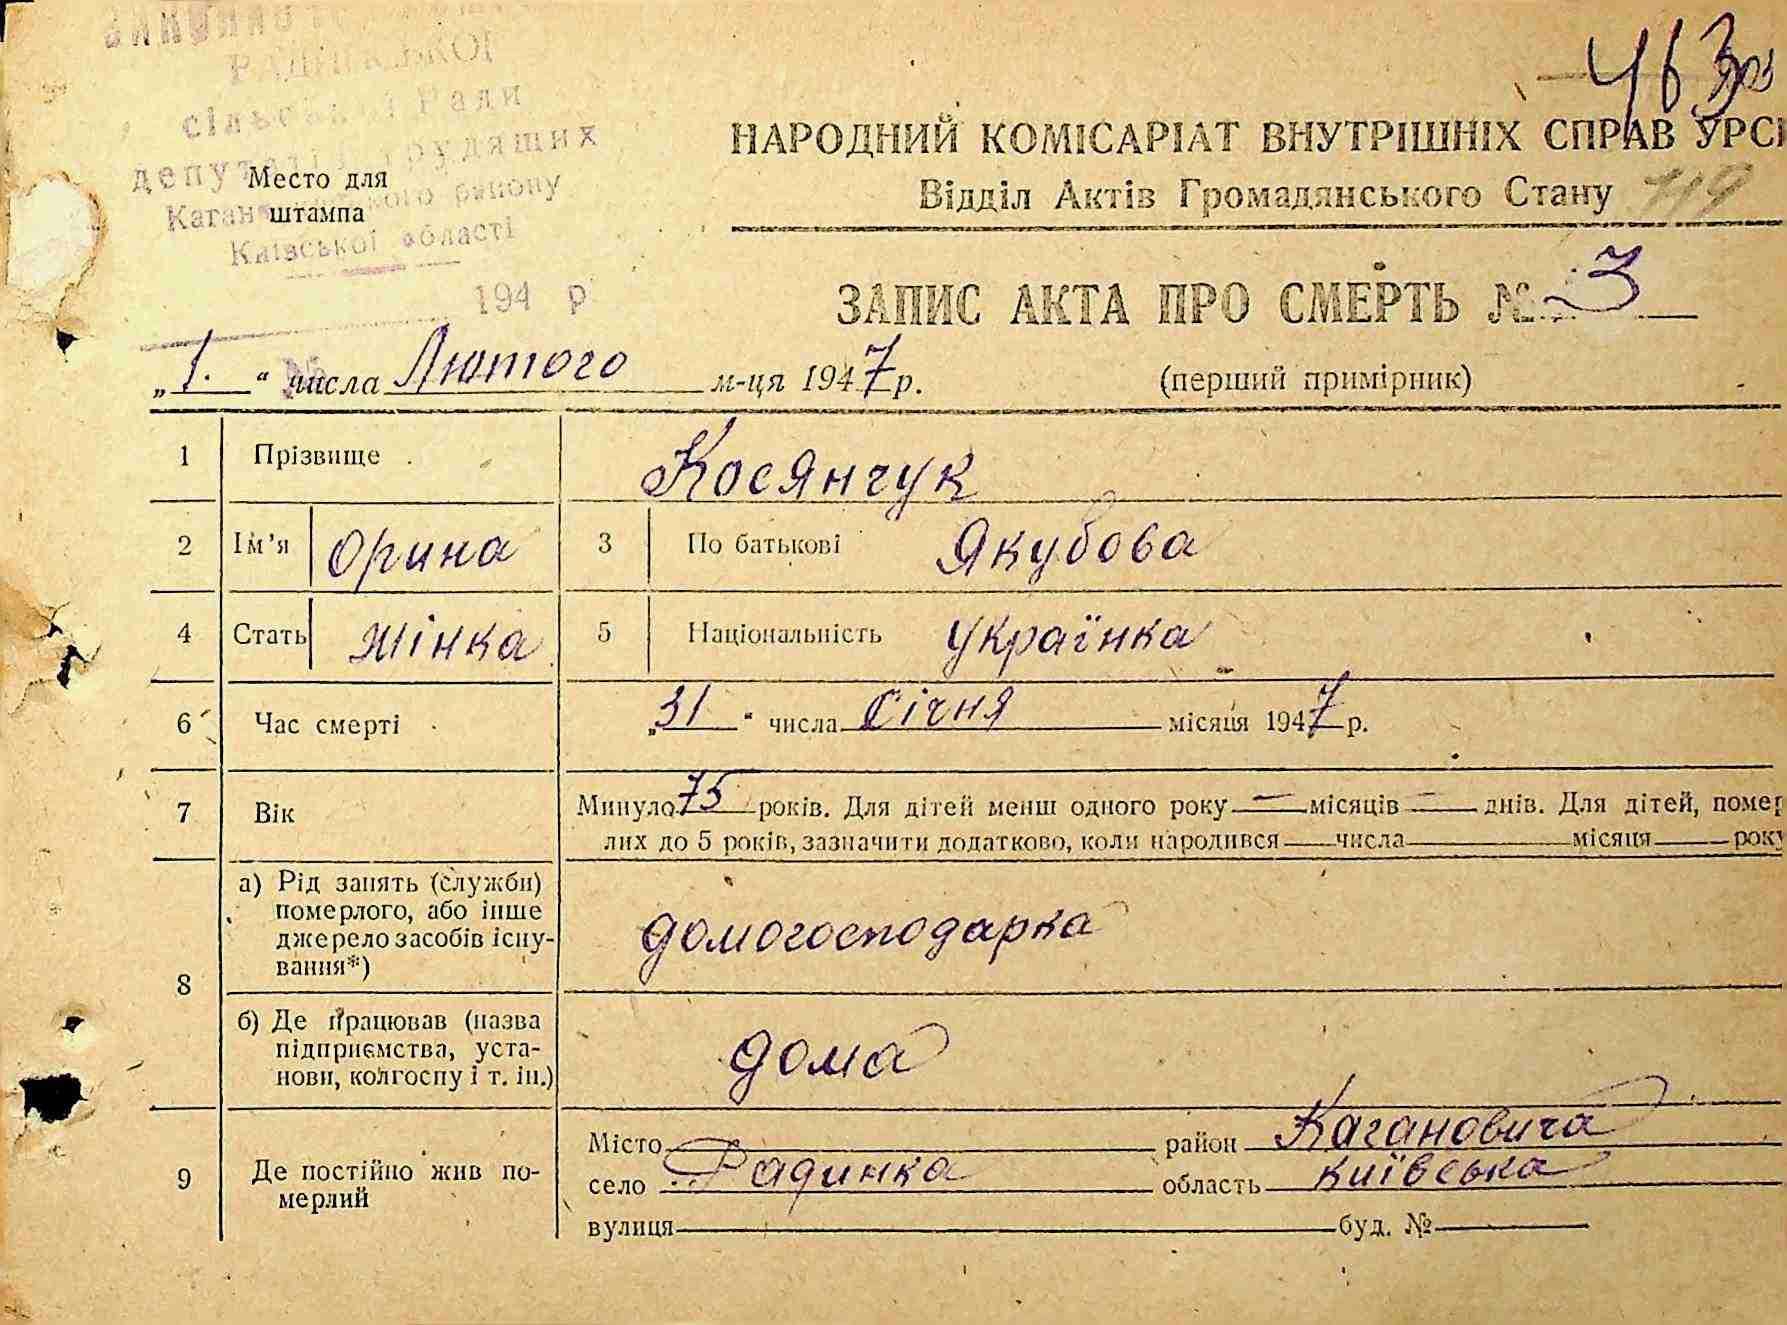 РАДИНСЬКОЇ
сільської Ради
депутатів трудящих
Кагановицького району
Київської області
194 р
Место для
штампа
463
НАРОДНИЙ КОМІСАРІАТ ВНУТРІШНІХ СПРАВ УРСР
Відділ Актів Громадянського Стану 119
ЗАПИС АКТА ПРО СМЕРТЬ № 3
„1.“ числа Лютого м-ця 1947 р. (перший примірник)
1 Прізвище Косянчук
2 Ім'я Орина 3 По батькові Якубова
4 Стать жінка 5 Національність українка
6 Час смерті „31“ числа Січня місяця 1947 р.
7 Вік Минуло 75 років. Для дітей менш одного року — місяців — днів. Для дітей, помер
лих до 5 років, зазначити додатково, коли народився числа місяця року
8 а) Рід занять (служби)
померлого, або інше
джерело засобів існу-
вання*) домогосподарка
б) Де працював (назва
підприємства, уста-
нови, колгоспу і т. ін.) дома
9 Де постійно жив по-
мерлий
Місто район Кагановича
село Радинка область київська
вулиця буд. №